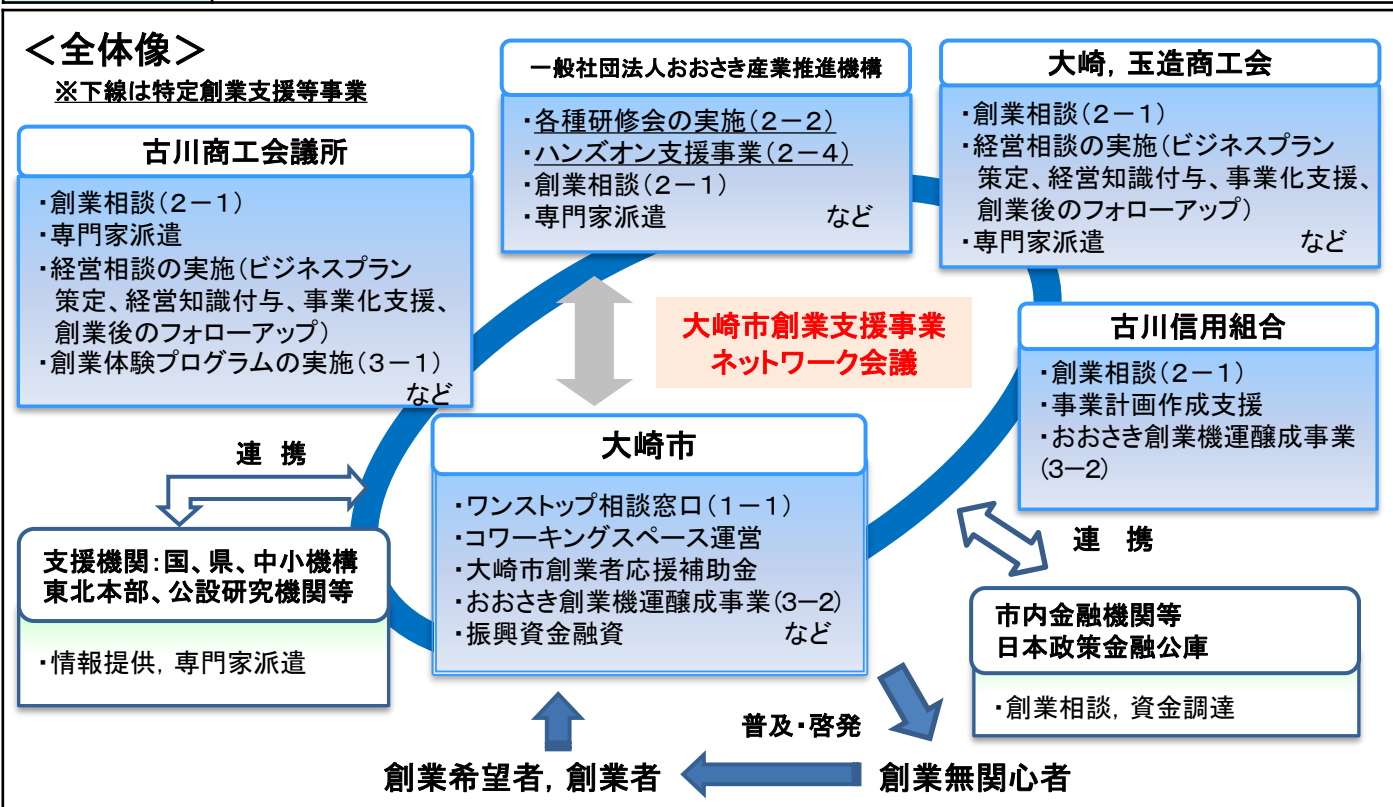 ＜全体像＞
※下線は特定創業支援等事業
古川商工会議所
・創業相談（２－１）
・専門家派遣
・経営相談の実施（ビジネスプラン
策定、経営知識付与、事業化支援、
創業後のフォローアップ）
・創業体験プログラムの実施（３－１）
など
一般社団法人おおさき産業推進機構
・各種研修会の実施（２－２）
・ハンズオン支援事業（２－４）
・創業相談（２－１）
・専門家派遣　など
大崎，玉造商工会
・創業相談（２－１）
・経営相談の実施（ビジネスプラン
策定、経営知識付与、事業化支援、
創業後のフォローアップ）
・専門家派遣　など
大崎市創業支援事業
ネットワーク会議
古川信用組合
・創業相談（２－１）
・事業計画作成支援
・おおさき創業機運醸成事業
(3－2)
連　携
大崎市
・ワンストップ相談窓口（１－１）
・コワーキングスペース運営
・大崎市創業者応援補助金
・おおさき創業機運醸成事業(3－2)
・振興資金融資　など
支援機関：国、県、中小機構
東北本部、公設研究機関等
・情報提供，専門家派遣
連　携
市内金融機関等
日本政策金融公庫
・創業相談，資金調達
普及・啓発
創業希望者，創業者
創業無関心者